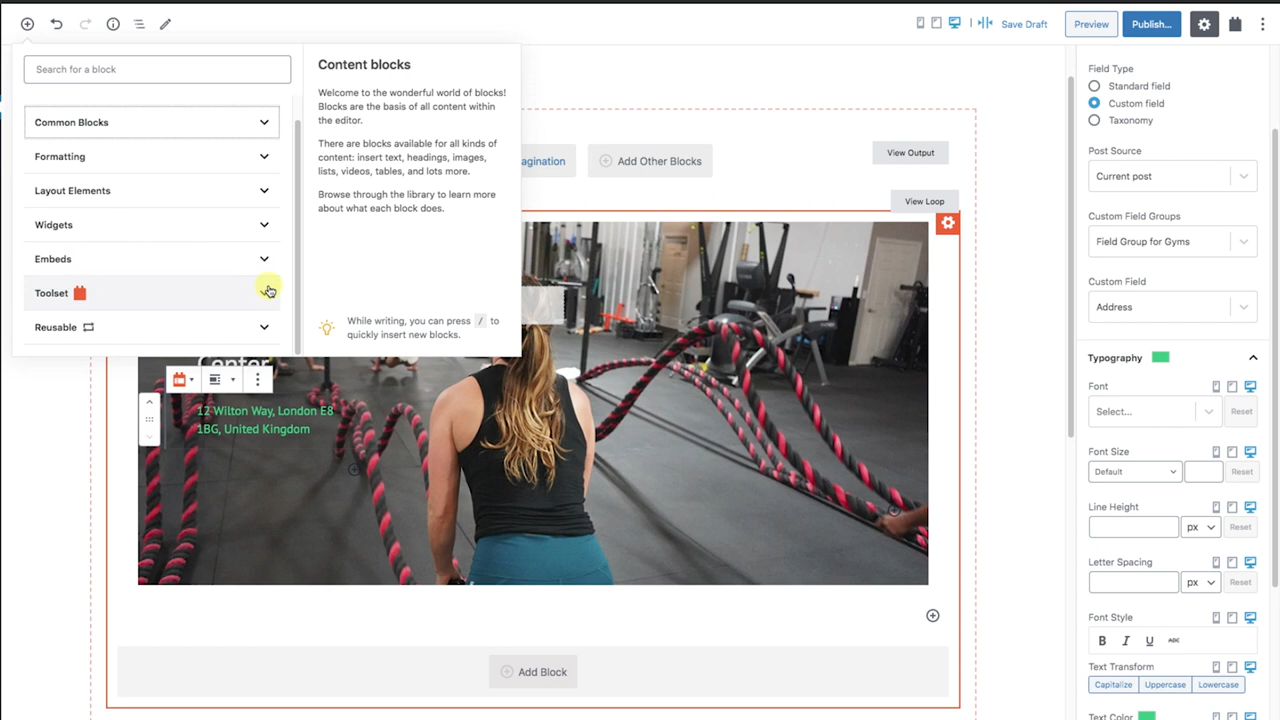 Save Draft
Preview
Publish...
Search for a block
Common Blocks
Formatting
Layout Elements
Widgets
Embeds
Toolset
Reusable
Content blocks
Welcome to the wonderful world of blocks!
Blocks are the basis of all content within
the editor.
There are blocks available for all kinds of
content: insert text, headings, images,
lists, videos, tables, and lots more.
Browse through the library to learn more
about what each block does.
While writing, you can press / to
quickly insert new blocks.
agination
Add Other Blocks
View Output
View Loop
Center
12 Wilton Way, London E8
1BG, United Kingdom
Add Block
Field Type
Standard field
Custom field
Taxonomy
Post Source
Current post
Custom Field Groups
Field Group for Gyms
Custom Field
Address
Typography
Font
Select...
Reset
Font Size
Default
Reset
Line Height
px
Reset
Letter Spacing
px
Reset
Font Style
B I U ABC
Text Transform
Capitalize Uppercase Lowercase
Text Color